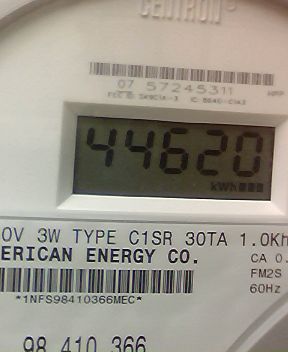 CENTRON®
07 57245311
44620
kWh
0V 3W TYPE C1SR 30TA 1.0Kh
ERICAN ENERGY CO.
CA 0.
FM2S
60Hz
*1NFS98410366MEC*
98 410 366